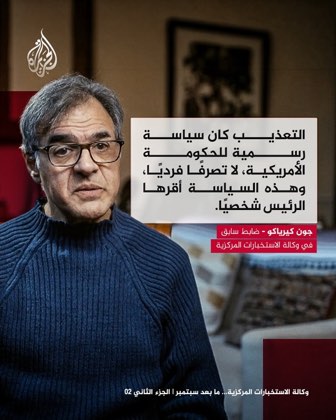 الجزيرة
التعذيب كان سياسة
رسمية للحكومة
الأمريكية، لا تصرفًا فرديًا،
وهذه السياسة أقرها
الرئيس شخصيًا.
جون كيرياكو - ضابط سابق
في وكالة الاستخبارات المركزية
وكالة الاستخبارات المركزية... ما بعد سبتمبر | الجزء الثاني 02